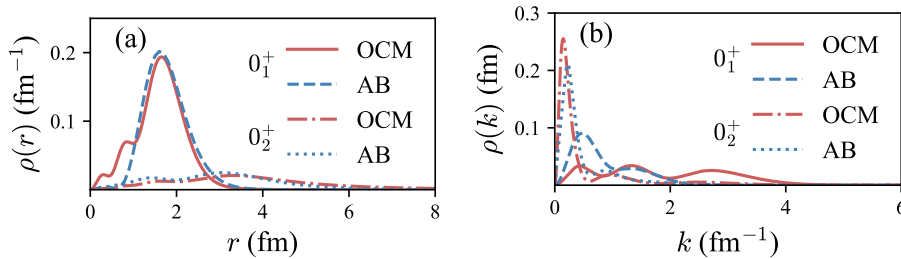 (a)
ρ(r) (fm⁻¹)
0.2
0.1
0₁⁺
OCM
AB
0₂⁺
OCM
AB
0 2 4 6 8
r (fm)
(b)
ρ(k) (fm)
0.3
0.2
0.1
0₁⁺
OCM
AB
0₂⁺
OCM
AB
0 2 4 6
k (fm⁻¹)